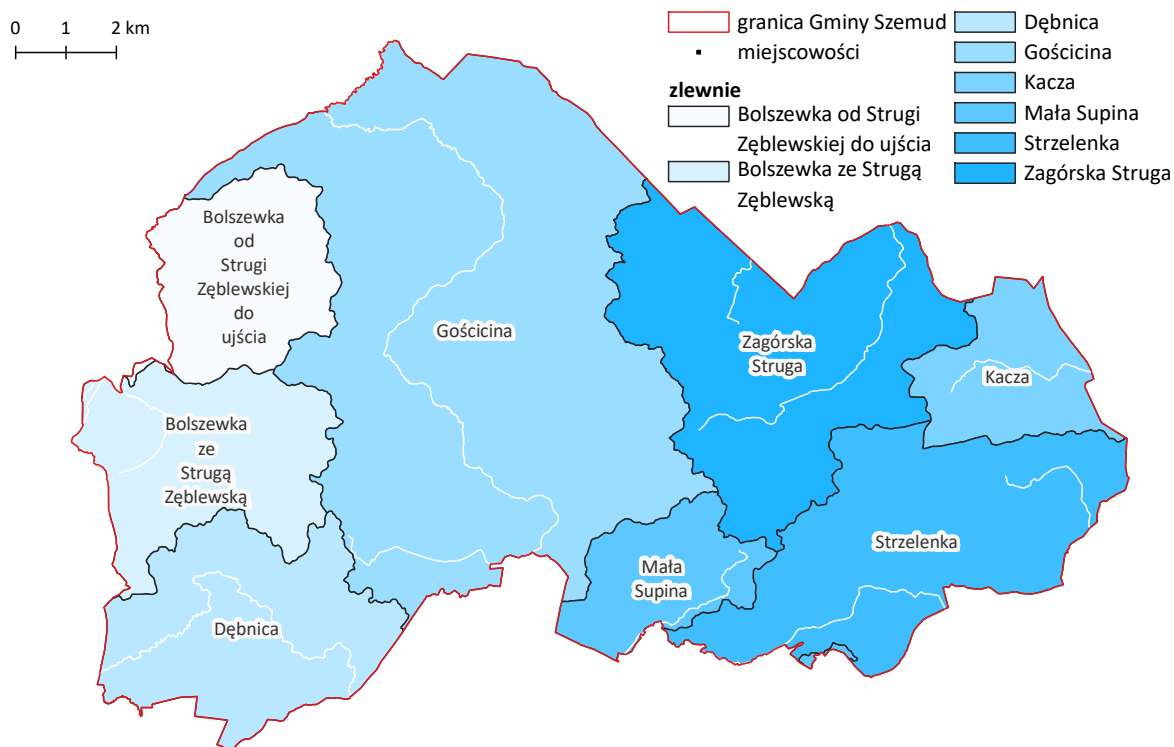 0 1 2 km
granica Gminy Szemud
miejscowości
zlewnie
Bolszewka od Strugi
Zęblewskiej do ujścia
Bolszewka ze Strugą
Zęblewską
Dębnica
Gościcina
Kacza
Mała Supina
Strzelenka
Zagórska Struga
Bolszewka
od
Strugi
Zęblewskiej
do
ujścia
Gościcina
Zagórska
Struga
Kacza
Bolszewka
ze
Strugą
Zęblewską
Strzelenka
Mała
Supina
Dębnica